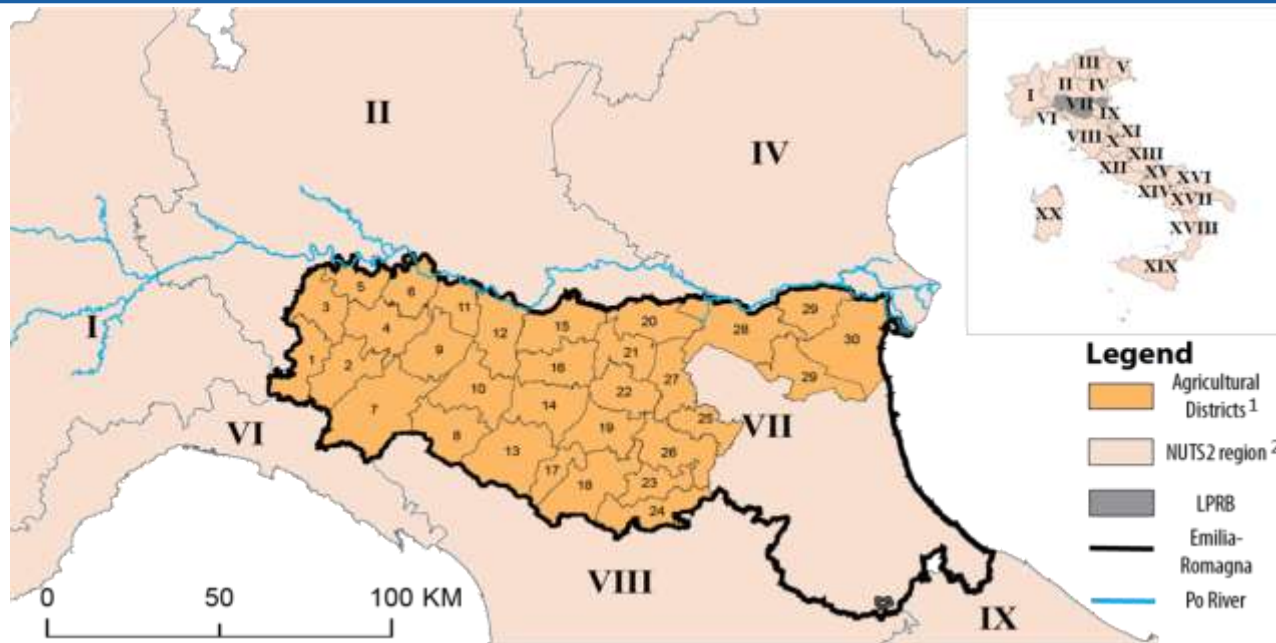 II
IV
I
VI
VII
VIII
IX
1
2
3
4
5
6
7
8
9
10
11
12
13
14
15
16
17
18
19
20
21
22
23
24
25
26
27
28
29
29
30
0 50 100 KM
III
V
II
IV
I
VII
VI
IX
VIII
XI
X
XIII
XII
XV
XVI
XIV
XVII
XX
XVIII
XIX
Legend
Agricultural
Districts 1
NUTS2 region 2
LPRB
Emilia-
Romagna
Po River